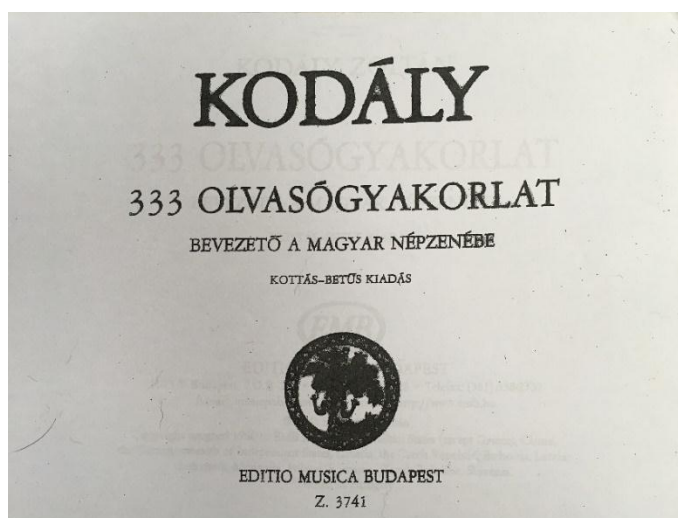 KODÁLY
333 OLVASÓGYAKORLAT
BEVEZETŐ A MAGYAR NÉPZENÉBE
KOTTÁS–BETŰS KIADÁS
EDITIO MUSICA BUDAPEST
Z. 3741